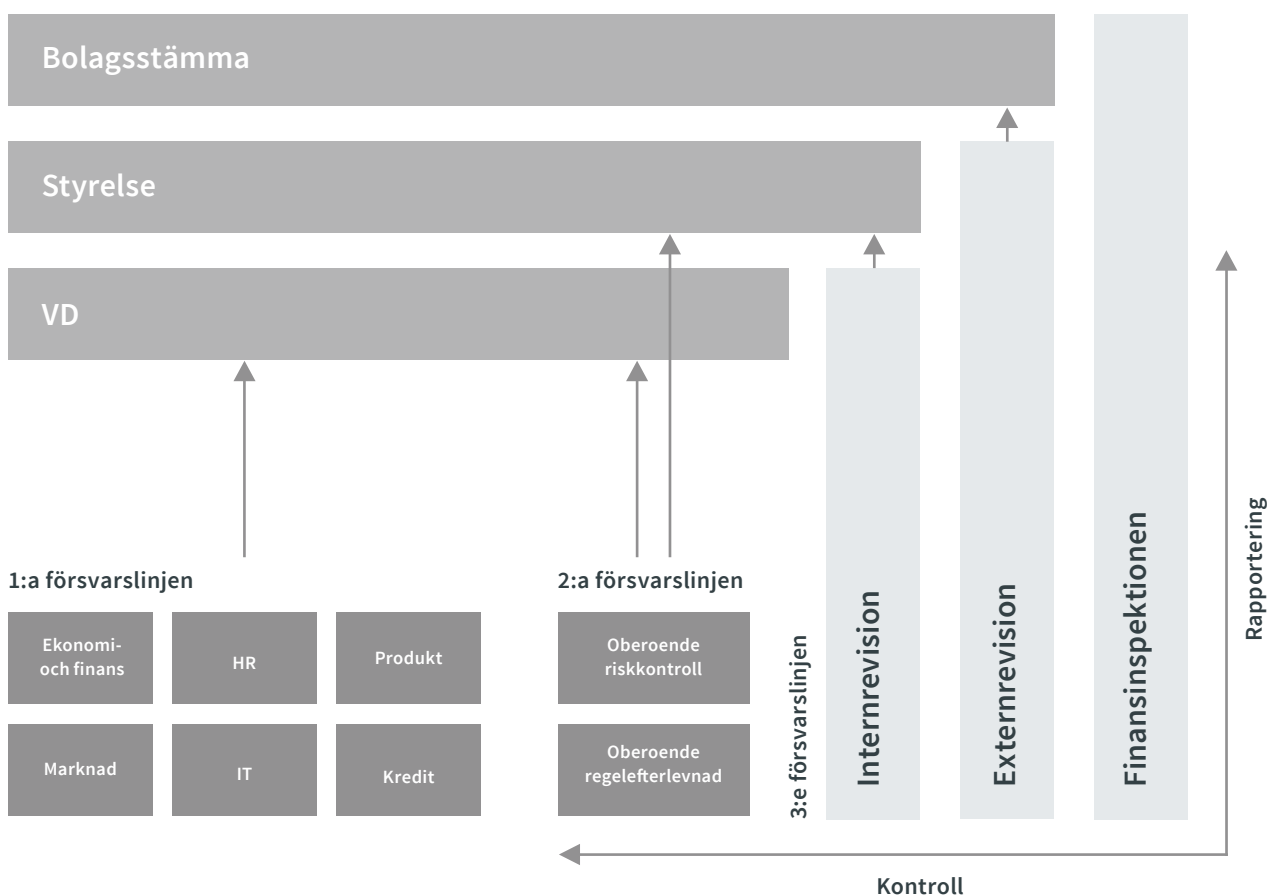 Bolagsstämma
Styrelse
VD
1:a försvarslinjen
Ekonomi-
och finans
HR
Produkt
Marknad
IT
Kredit
2:a försvarslinjen
Oberoende
riskkontroll
Oberoende
regelefterlevnad
3:e försvarslinjen
Internrevision
Externrevision
Finansinspektionen
Rapportering
Kontroll